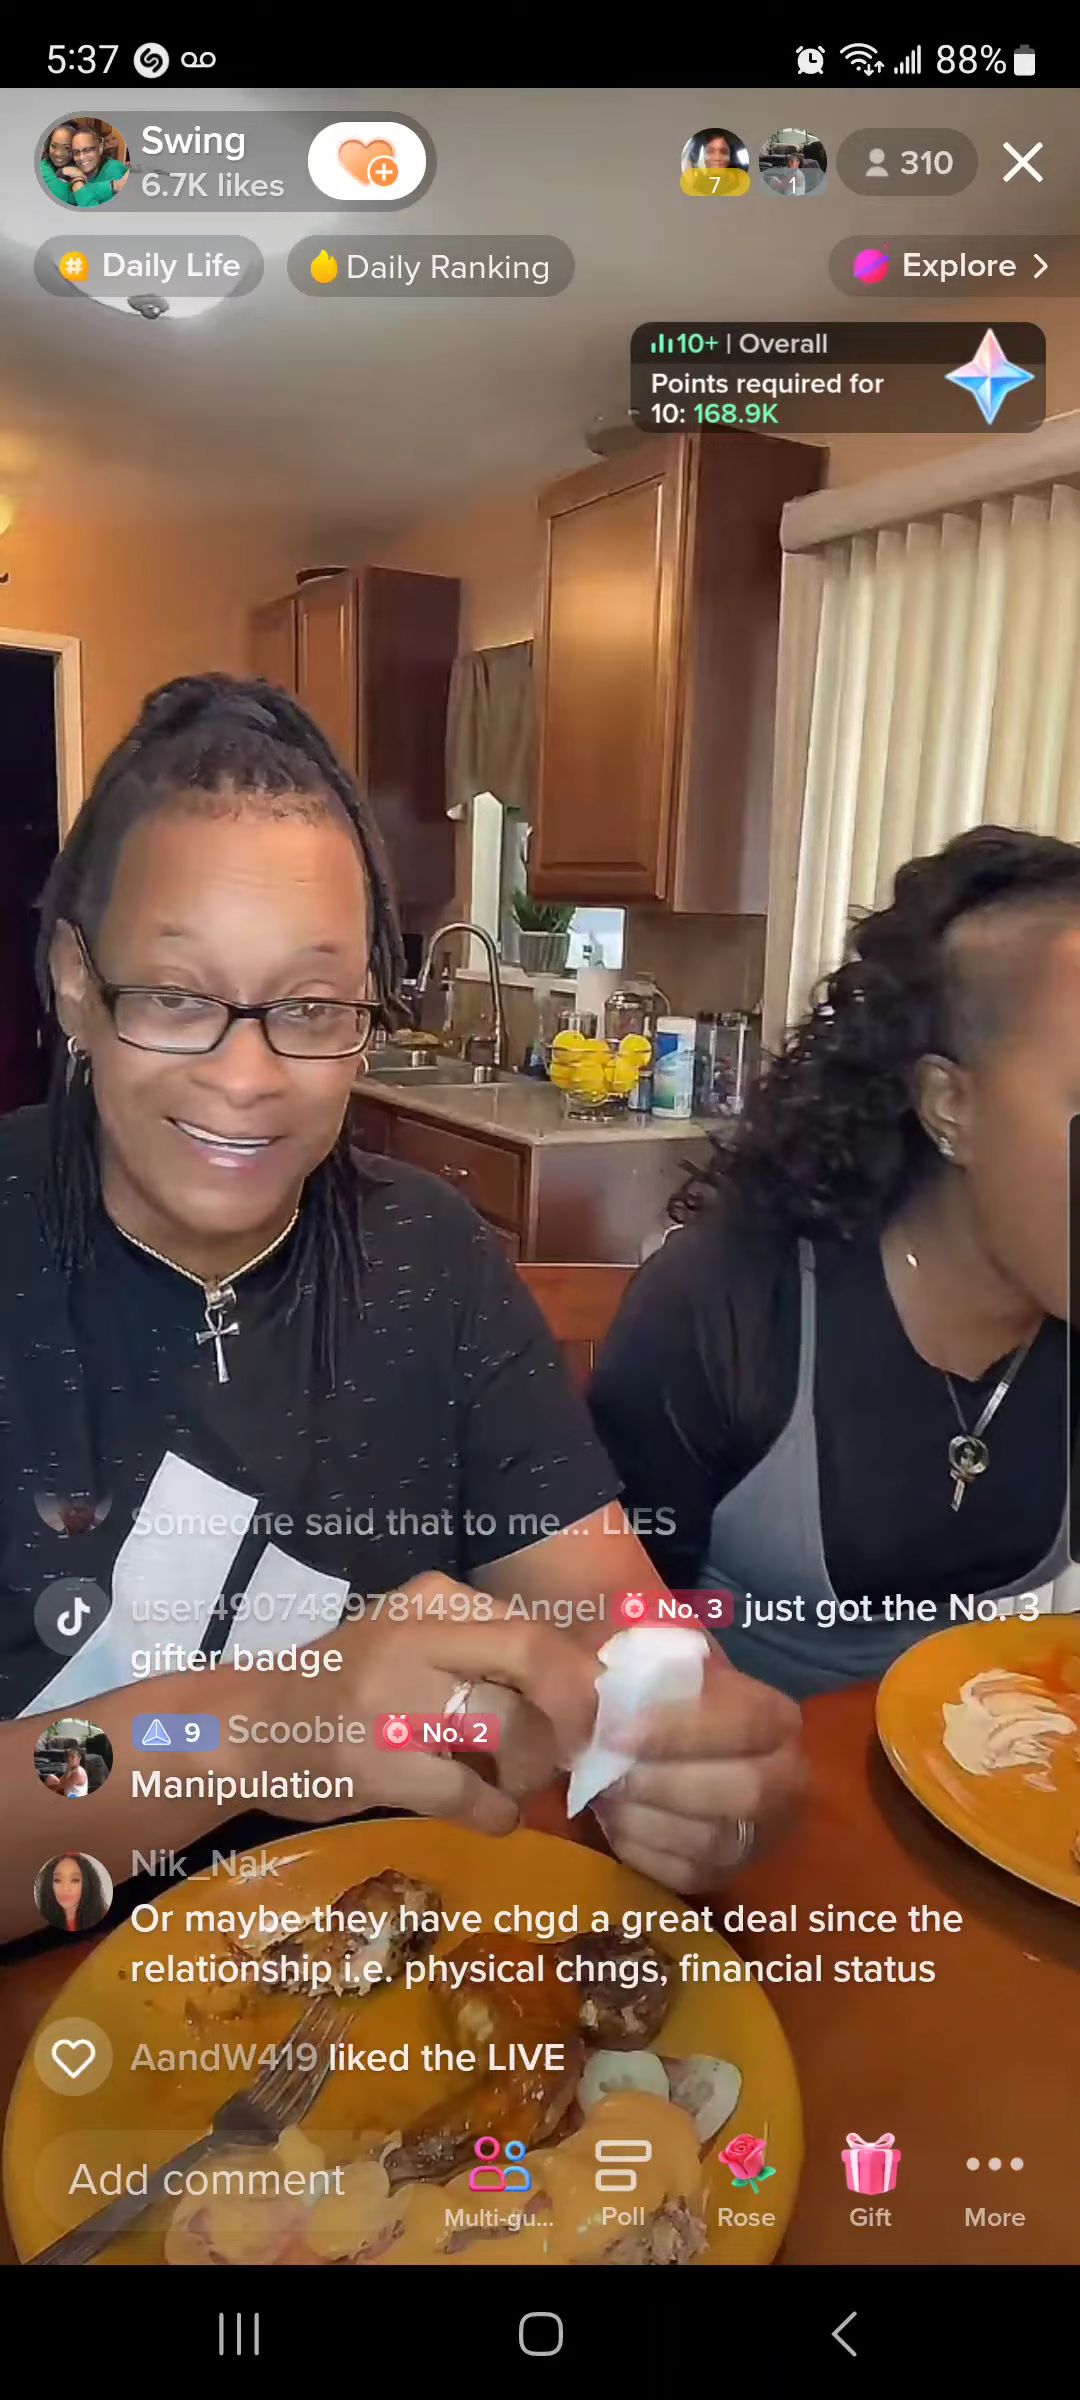 5:37
88%
Swing
6.7K likes
7
1
310
Daily Life
Daily Ranking
Explore
10+ | Overall
Points required for
10: 168.9K
Someone said that to me... LIES
user4907489781498 Angel No. 3 just got the No. 3
gifter badge
9 Scoobie No. 2
Manipulation
Nik_Nak
Or maybe they have chgd a great deal since the
relationship i.e. physical chngs, financial status
AandW419 liked the LIVE
Add comment
Multi-gu...
Poll
Rose
Gift
More